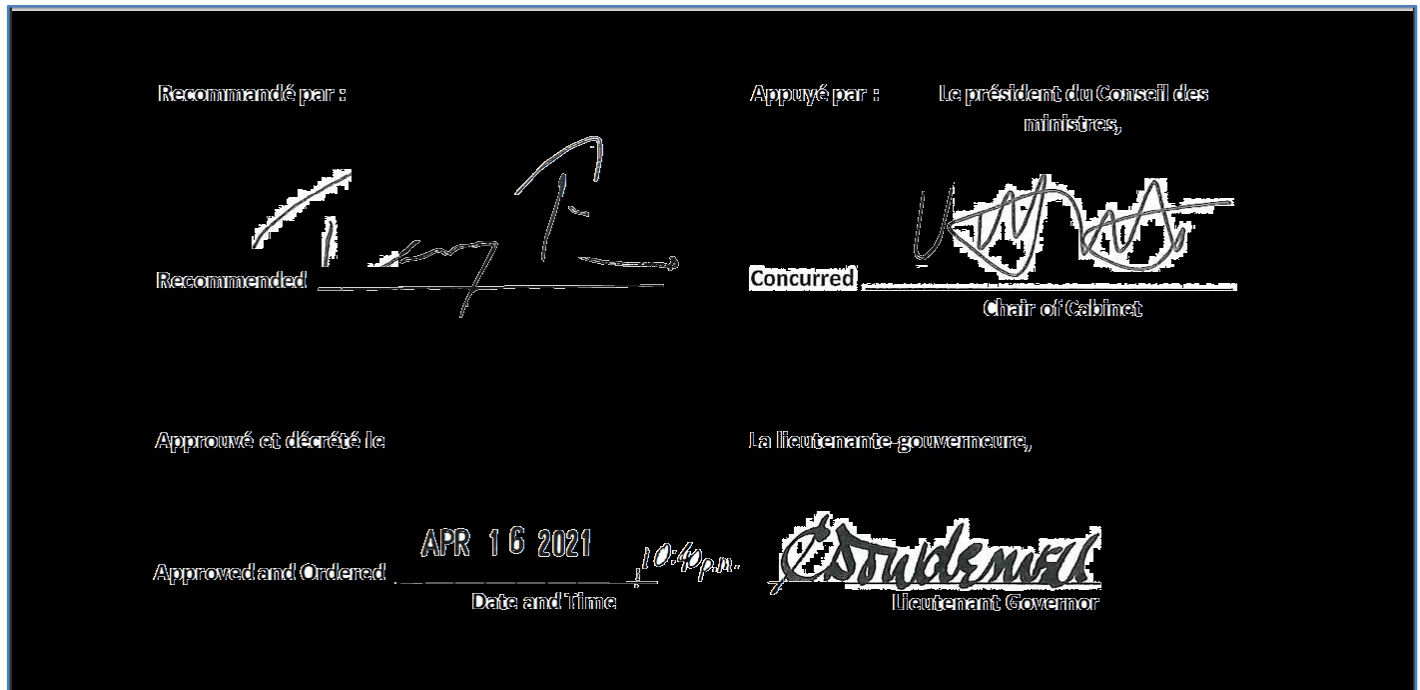 Recommandé par :
Appuyé par : Le président du Conseil des
ministres,
Recommended
Concurred
Chair of Cabinet
Approuvé et décrété le
La lieutenante-gouverneure,
APR 16 2021
10:40 p.m.
Approved and Ordered
Date and Time
Lieutenant Governor